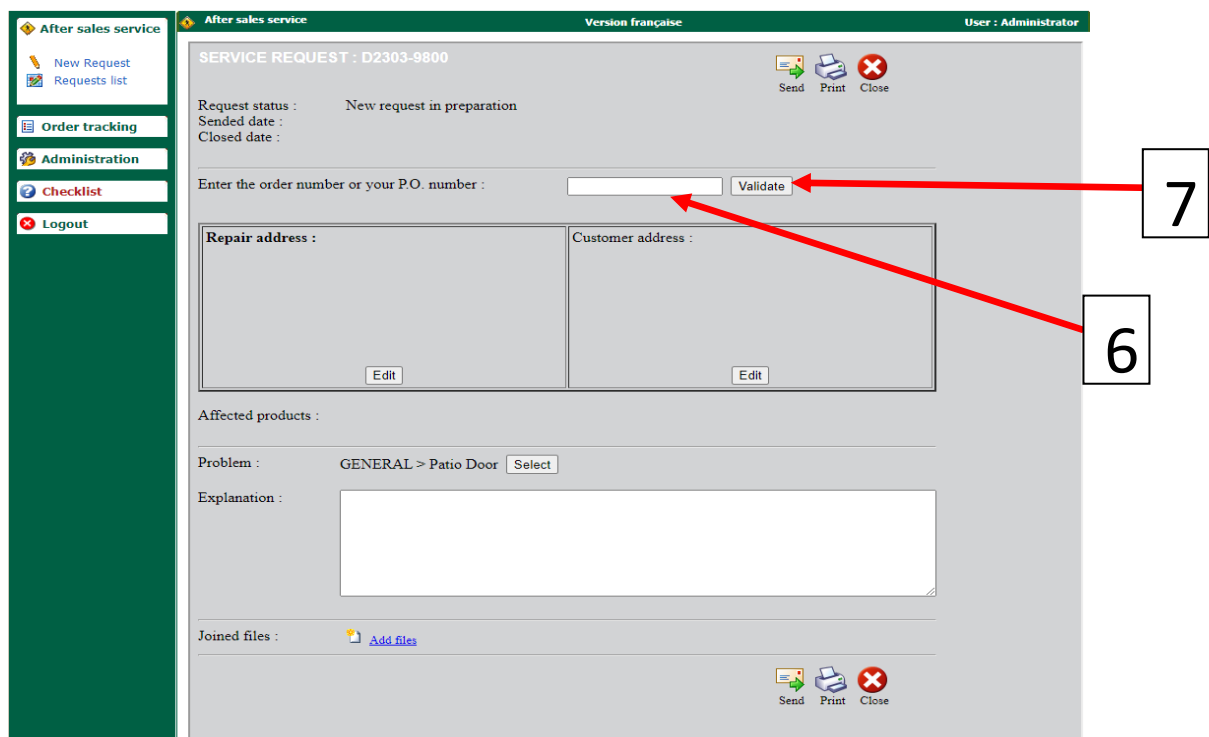 After sales service
New Request
Requests list
Order tracking
Administration
Checklist
Logout
After sales service Version française User : Administrator
SERVICE REQUEST : D2303-9800
Send Print Close
Request status : New request in preparation
Sended date :
Closed date :
Enter the order number or your P.O. number : Validate
7
Repair address : Customer address :
6
Edit Edit
Affected products :
Problem : GENERAL > Patio Door Select
Explanation :
Joined files : Add files
Send Print Close